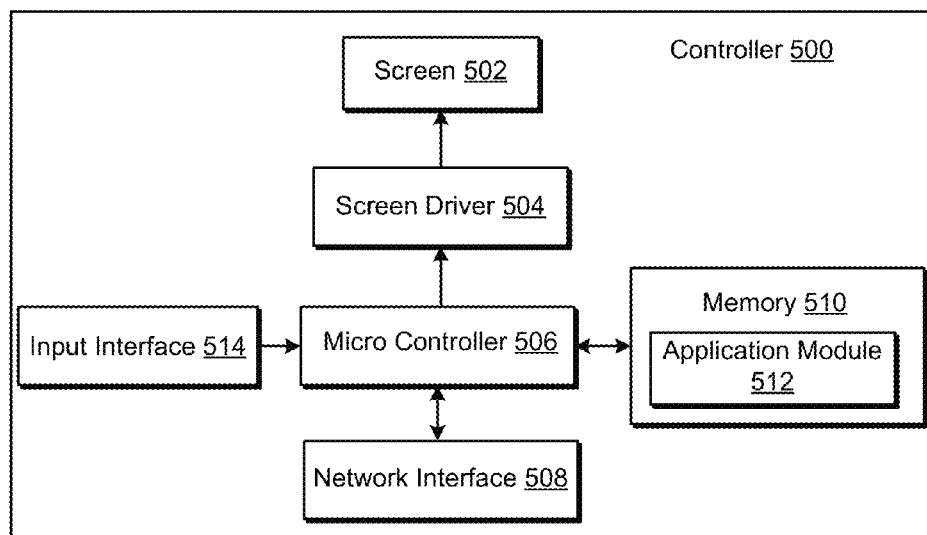 Controller 500
Screen 502
Screen Driver 504
Input Interface 514
Micro Controller 506
Memory 510
Application Module
512
Network Interface 508